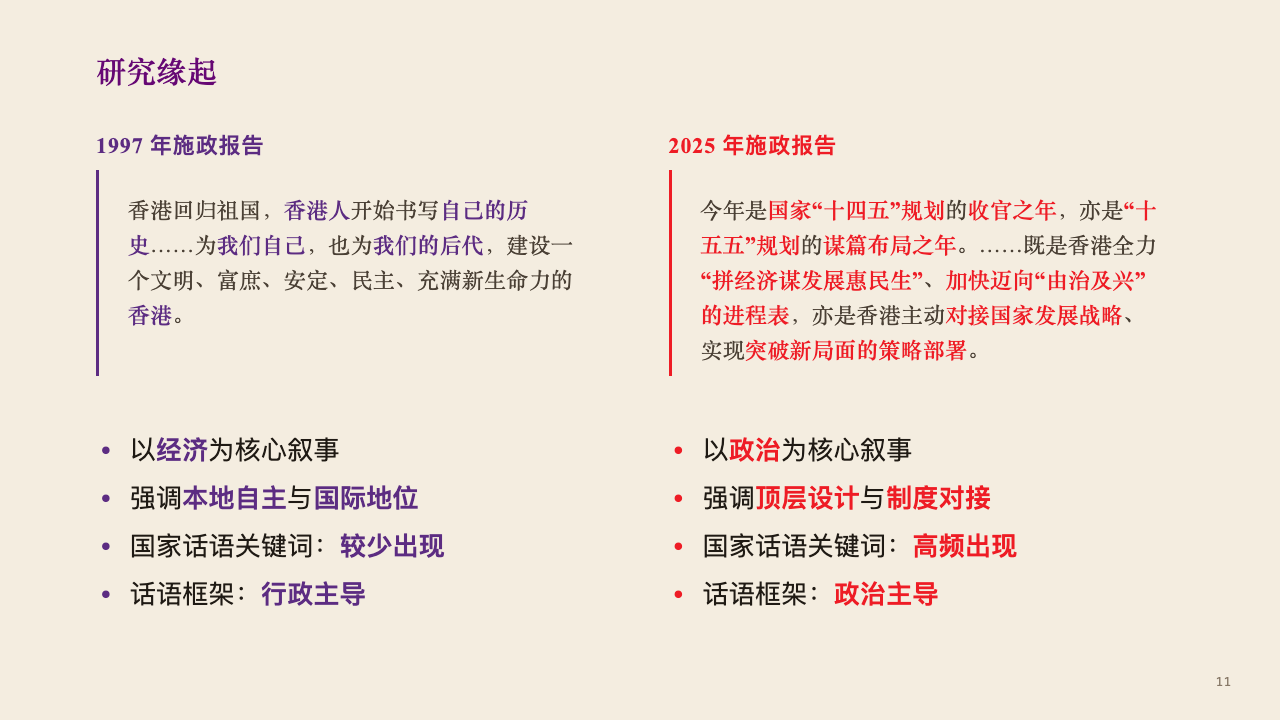 研究缘起
1997 年施政报告
香港回归祖国，香港人开始书写自己的历
史……为我们自己，也为我们的后代，建设一
个文明、富庶、安定、民主、充满新生命力的
香港。
以经济为核心叙事
强调本地自主与国际地位
国家话语关键词：较少出现
话语框架：行政主导
2025 年施政报告
今年是国家“十四五”规划的收官之年，亦是“十
五五”规划的谋篇布局之年。……既是香港全力
“拼经济谋发展惠民生”、加快迈向“由治及兴”
的进程表，亦是香港主动对接国家发展战略、
实现突破新局面的策略部署。
以政治为核心叙事
强调顶层设计与制度对接
国家话语关键词：高频出现
话语框架：政治主导
11